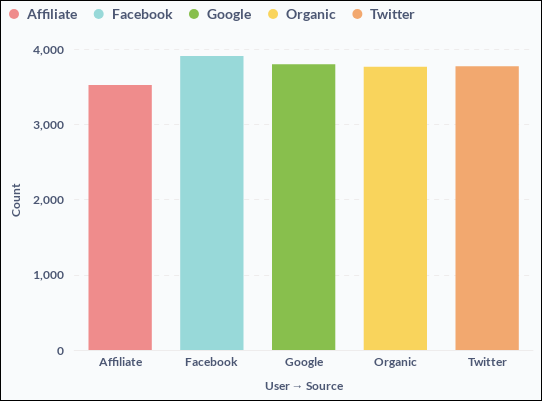 Affiliate Facebook Google Organic Twitter
4,000
3,000
2,000
1,000
0
Count
Affiliate Facebook Google Organic Twitter
User → Source